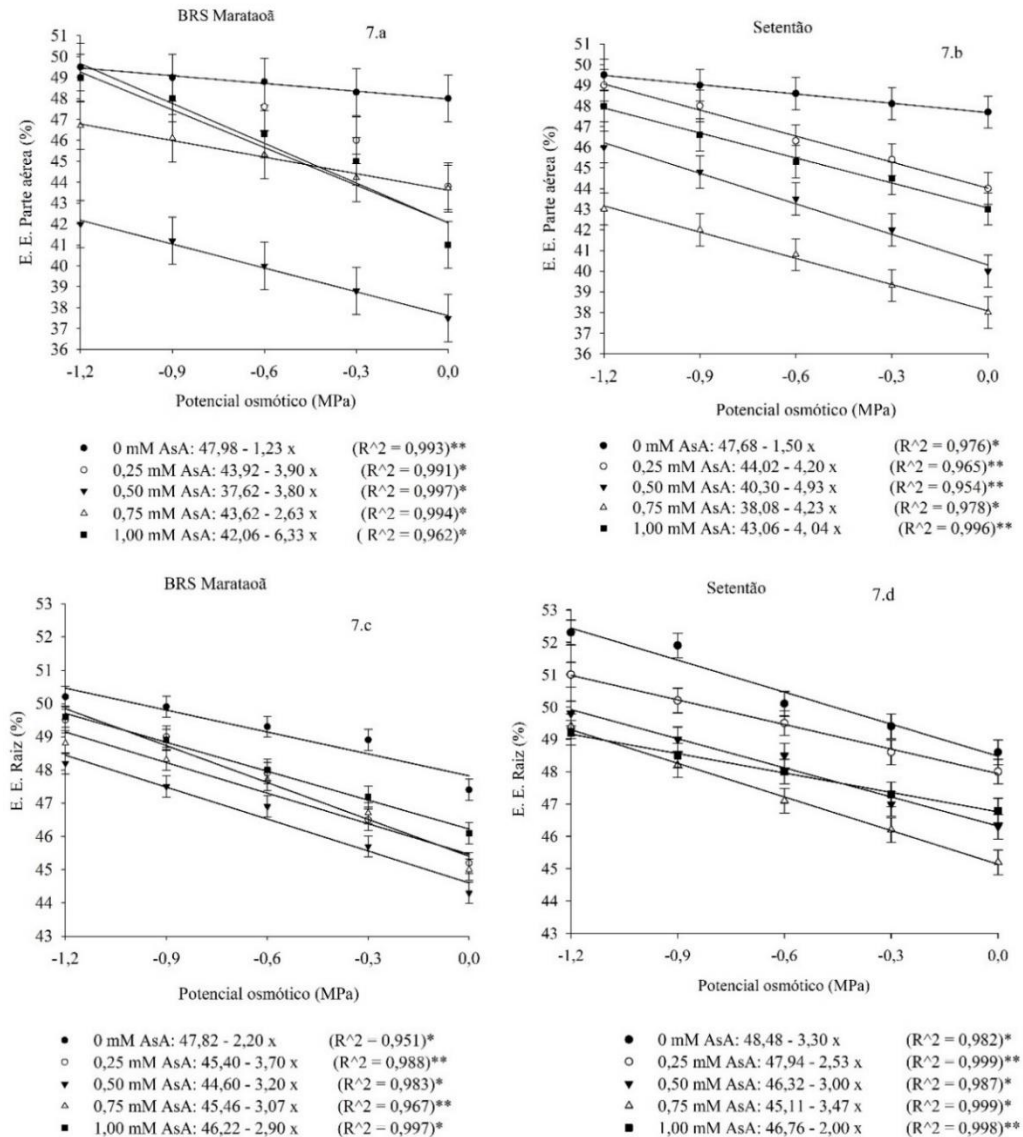 BRS Marataoã
7.a
E. E. Parte aérea (%)
51
50
49
48
47
46
45
44
43
42
41
40
39
38
37
36
-1,2 -0,9 -0,6 -0,3 0,0
Potencial osmótico (MPa)
0 mM AsA: 47,98 - 1,23 x (R^2 = 0,993)**
0,25 mM AsA: 43,92 - 3,90 x (R^2 = 0,991)*
0,50 mM AsA: 37,62 - 3,80 x (R^2 = 0,997)*
0,75 mM AsA: 43,62 - 2,63 x (R^2 = 0,994)*
1,00 mM AsA: 42,06 - 6,33 x ( R^2 = 0,962)*
Setentão
7.b
E. E. Parte aérea (%)
51
50
49
48
47
46
45
44
43
42
41
40
39
38
37
36
-1,2 -0,9 -0,6 -0,3 0,0
Potencial osmótico (MPa)
0 mM AsA: 47,68 - 1,50 x (R^2 = 0,976)*
0,25 mM AsA: 44,02 - 4,20 x (R^2 = 0,965)**
0,50 mM AsA: 40,30 - 4,93 x (R^2 = 0,954)**
0,75 mM AsA: 38,08 - 4,23 x (R^2 = 0,978)*
1,00 mM AsA: 43,06 - 4, 04 x (R^2 = 0,996)**
BRS Marataoã
7.c
E. E. Raiz (%)
53
52
51
50
49
48
47
46
45
44
43
-1,2 -0,9 -0,6 -0,3 0,0
Potencial osmótico (MPa)
0 mM AsA: 47,82 - 2,20 x (R^2 = 0,951)*
0,25 mM AsA: 45,40 - 3,70 x (R^2 = 0,988)**
0,50 mM AsA: 44,60 - 3,20 x (R^2 = 0,983)*
0,75 mM AsA: 45,46 - 3,07 x (R^2 = 0,967)**
1,00 mM AsA: 46,22 - 2,90 x (R^2 = 0,997)*
Setentão
7.d
E. E. Raiz (%)
53
52
51
50
49
48
47
46
45
44
43
-1,2 -0,9 -0,6 -0,3 0,0
Potencial osmótico (MPa)
0 mM AsA: 48,48 - 3,30 x (R^2 = 0,982)*
0,25 mM AsA: 47,94 - 2,53 x (R^2 = 0,999)**
0,50 mM AsA: 46,32 - 3,00 x (R^2 = 0,987)*
0,75 mM AsA: 45,11 - 3,47 x (R^2 = 0,999)*
1,00 mM AsA: 46,76 - 2,00 x (R^2 = 0,998)**